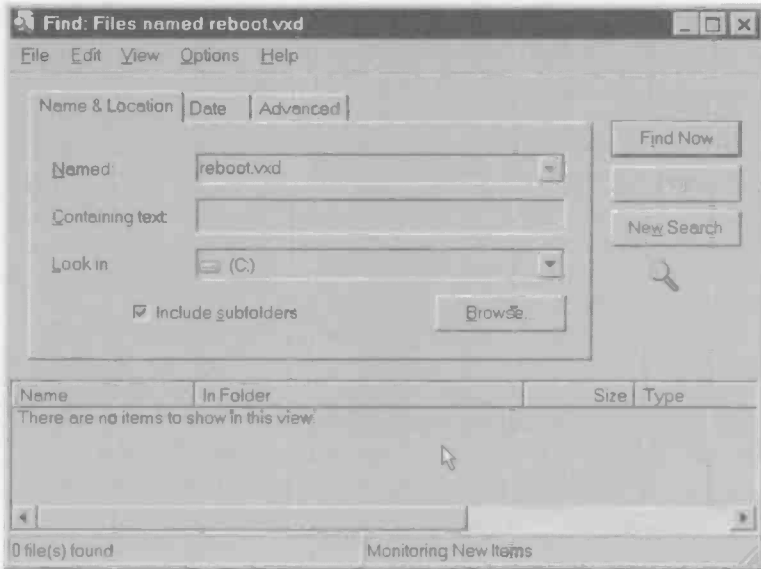 Find: Files named reboot.vxd
File Edit View Options Help
Name & Location Date Advanced
Named: reboot.vxd
Containing text:
Look in: (C:)
Include subfolders
Browse...
Find Now
New Search
Name In Folder Size Type
There are no items to show in this view.
0 file(s) found Monitoring New Items